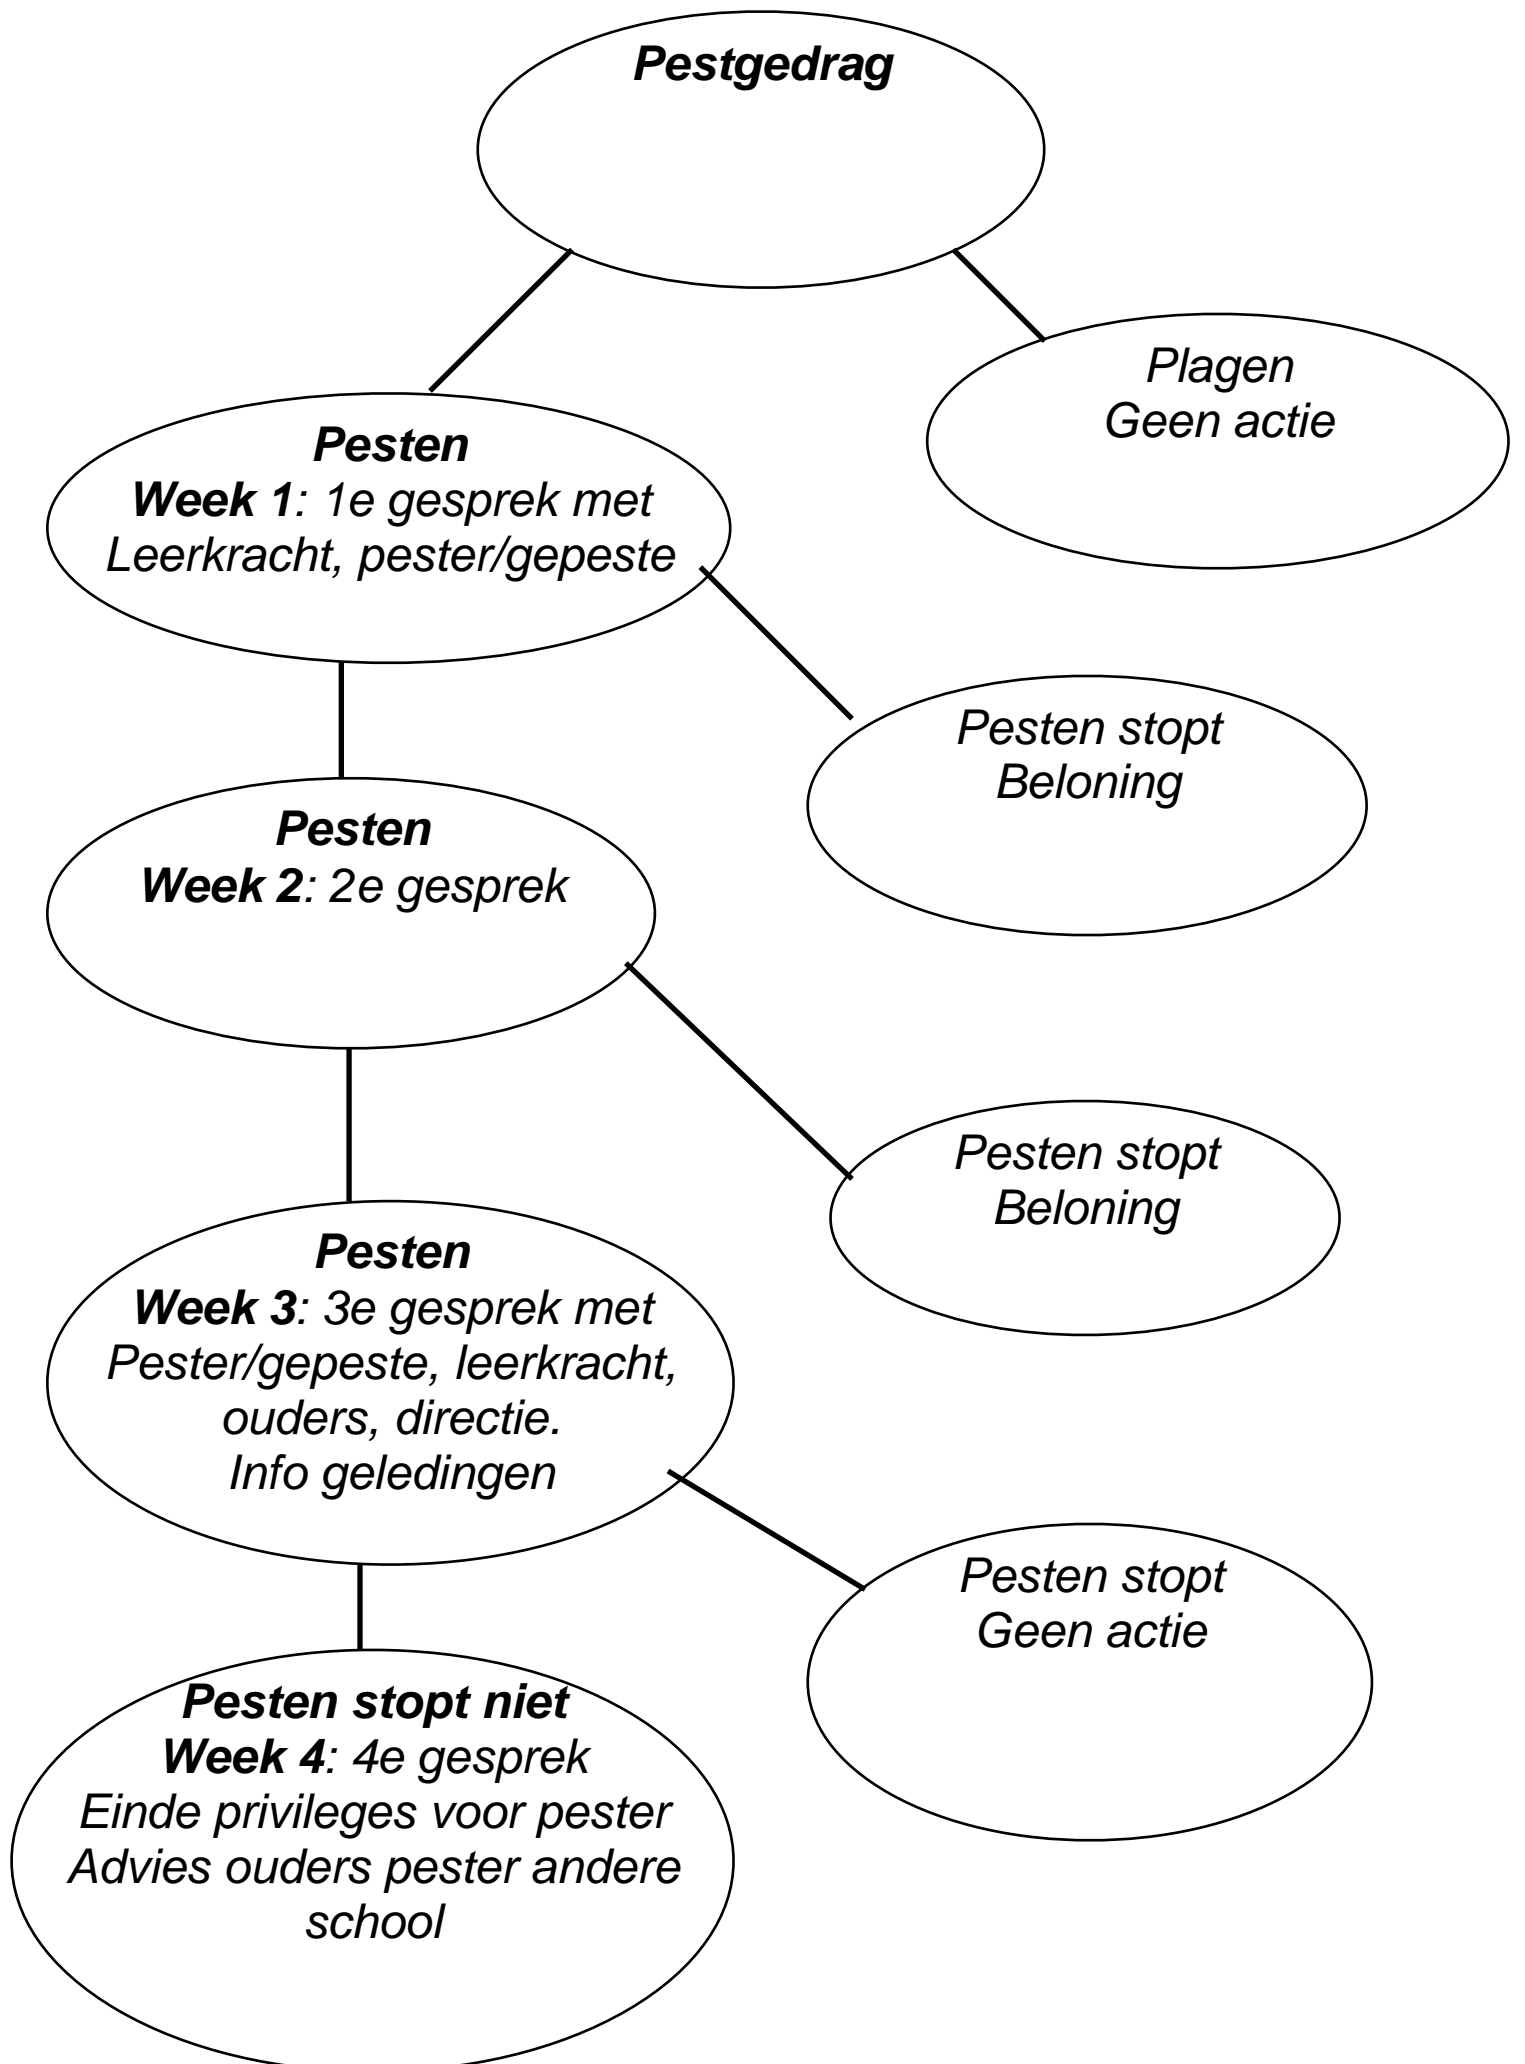 Pestgedrag
Plagen
Geen actie
Pesten
Week 1: 1e gesprek met
Leerkracht, pester/gepeste
Pesten stopt
Beloning
Pesten
Week 2: 2e gesprek
Pesten stopt
Beloning
Pesten
Week 3: 3e gesprek met
Pester/gepeste, leerkracht,
ouders, directie.
Info geledingen
Pesten stopt
Geen actie
Pesten stopt niet
Week 4: 4e gesprek
Einde privileges voor pester
Advies ouders pester andere
school